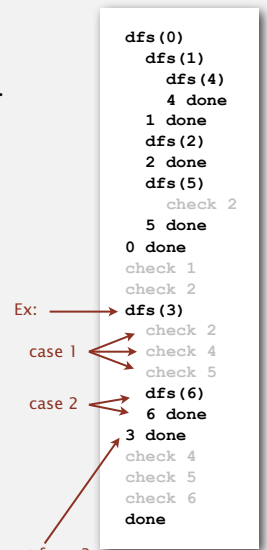 dfs(0)
dfs(1)
dfs(4)
4 done
1 done
dfs(2)
2 done
dfs(5)
check 2
5 done
0 done
check 1
check 2
Ex: dfs(3)
check 2
case 1 check 4
check 5
case 2 dfs(6)
6 done
3 done
check 4
check 5
check 6
done